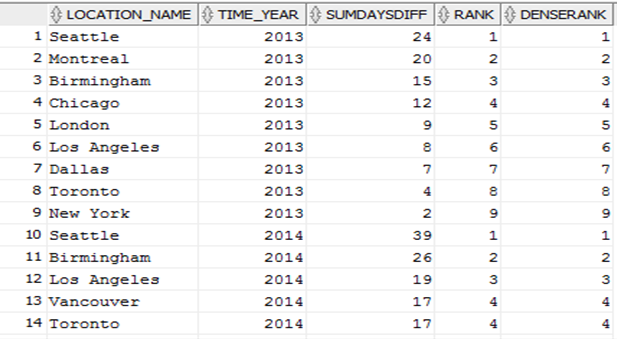 LOCATION_NAME TIME_YEAR SUMDAYSDIFF RANK DENSERANK
1 Seattle 2013 24 1 1
2 Montreal 2013 20 2 2
3 Birmingham 2013 15 3 3
4 Chicago 2013 12 4 4
5 London 2013 9 5 5
6 Los Angeles 2013 8 6 6
7 Dallas 2013 7 7 7
8 Toronto 2013 4 8 8
9 New York 2013 2 9 9
10 Seattle 2014 39 1 1
11 Birmingham 2014 26 2 2
12 Los Angeles 2014 19 3 3
13 Vancouver 2014 17 4 4
14 Toronto 2014 17 4 4